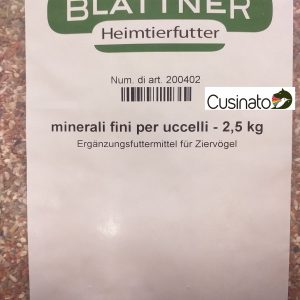 BLATTNER
Heimtierfutter
Num. di art. 200402
Cusinato
minerali fini per uccelli - 2,5 kg
Ergänzungsfuttermittel für Ziervögel